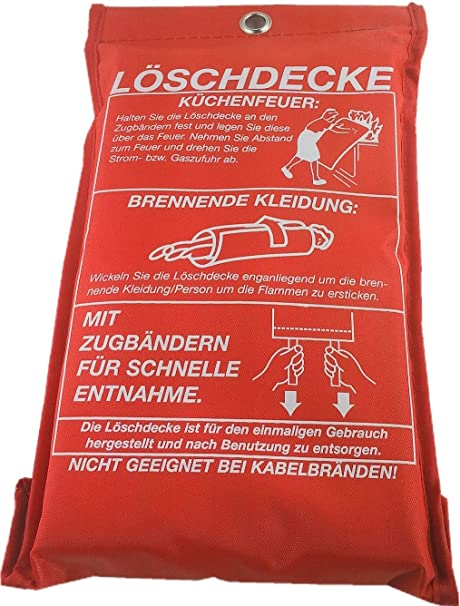 LÖSCHDECKE
KÜCHENFEUER:
Halten Sie die Löschdecke an den
Zugbändern fest und legen Sie diese
über das Feuer. Nehmen Sie Abstand
zum Feuer und drehen Sie die
Strom- bzw. Gaszufuhr ab.
BRENNENDE KLEIDUNG:
Wickeln Sie die Löschdecke enganliegend um die bren-
nende Kleidung/Person um die Flammen zu ersticken.
MIT
ZUGBÄNDERN
FÜR SCHNELLE
ENTNAHME.
Die Löschdecke ist für den einmaligen Gebrauch
hergestellt und nach Benutzung zu entsorgen.
NICHT GEEIGNET BEI KABELBRÄNDEN!